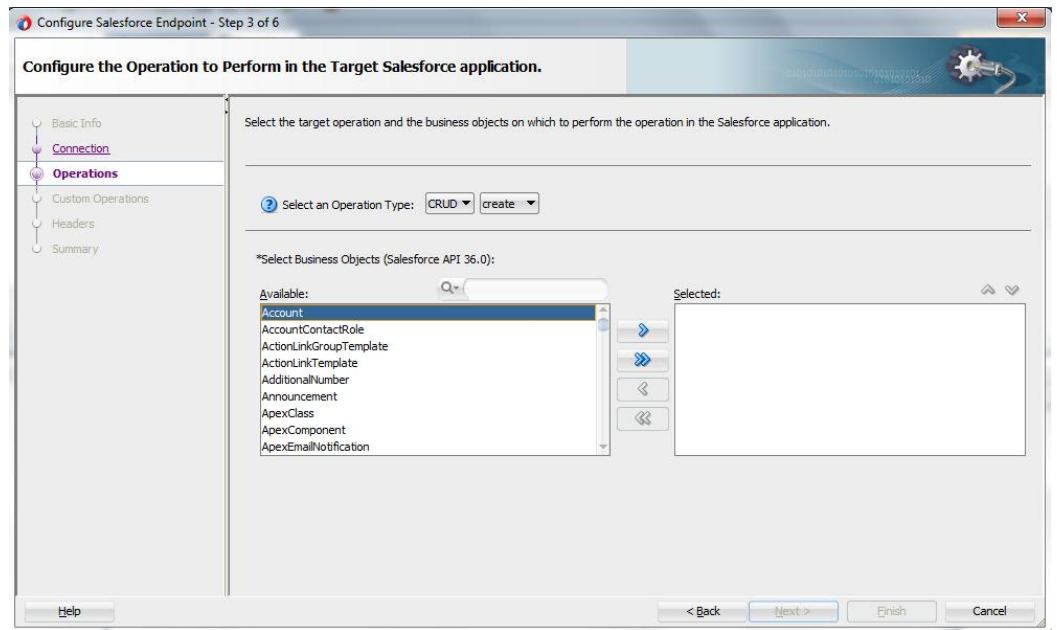 Configure Salesforce Endpoint - Step 3 of 6
Configure the Operation to Perform in the Target Salesforce application.
Basic Info
Connection
Operations
Custom Operations
Headers
Summary
Select the target operation and the business objects on which to perform the operation in the Salesforce application.
Select an Operation Type: CRUD create
*Select Business Objects (Salesforce API 36.0):
Available:
Account
AccountContactRole
ActionLinkGroupTemplate
ActionLinkTemplate
AdditionalNumber
Announcement
ApexClass
ApexComponent
ApexEmailNotification
Selected:
Help
< Back
Next >
Finish
Cancel